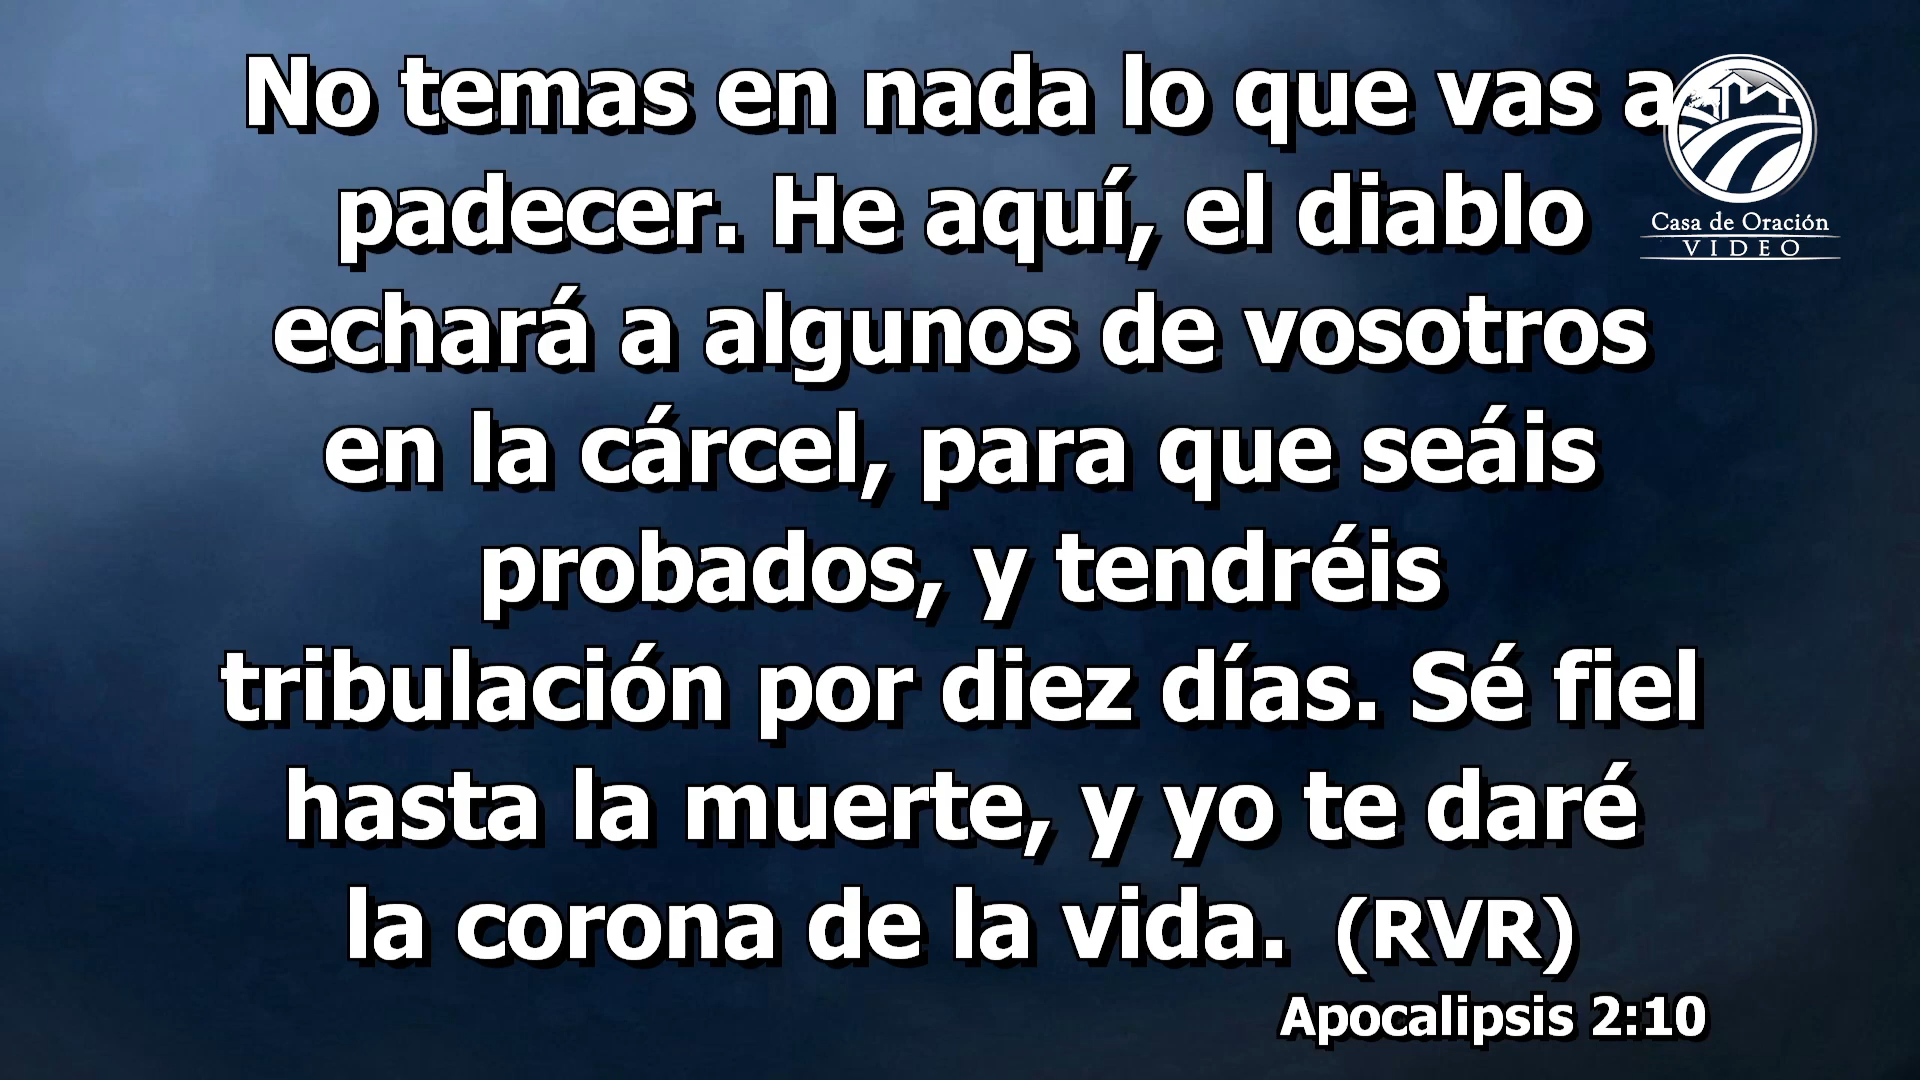 No temas en nada lo que vas a
padecer. He aquí, el diablo
echará a algunos de vosotros
en la cárcel, para que seáis
probados, y tendréis
tribulación por diez días. Sé fiel
hasta la muerte, y yo te daré
la corona de la vida. (RVR)
Apocalipsis 2:10
Casa de Oración
VIDEO